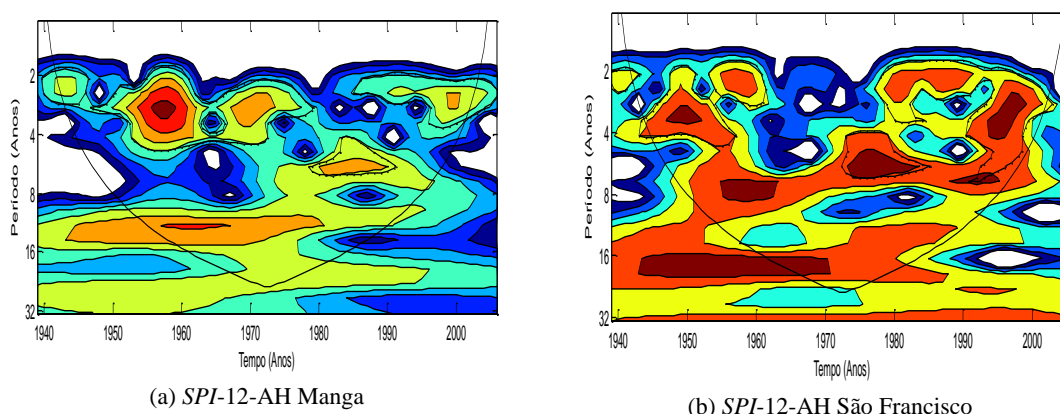 2
4
8
16
32
Período (Anos)
1940 1950 1960 1970 1980 1990 2000
Tempo (Anos)
(a) SPI-12-AH Manga
2
4
8
16
32
Período (Anos)
1940 1950 1960 1970 1980 1990 2000
Tempo (Anos)
(b) SPI-12-AH São Francisco